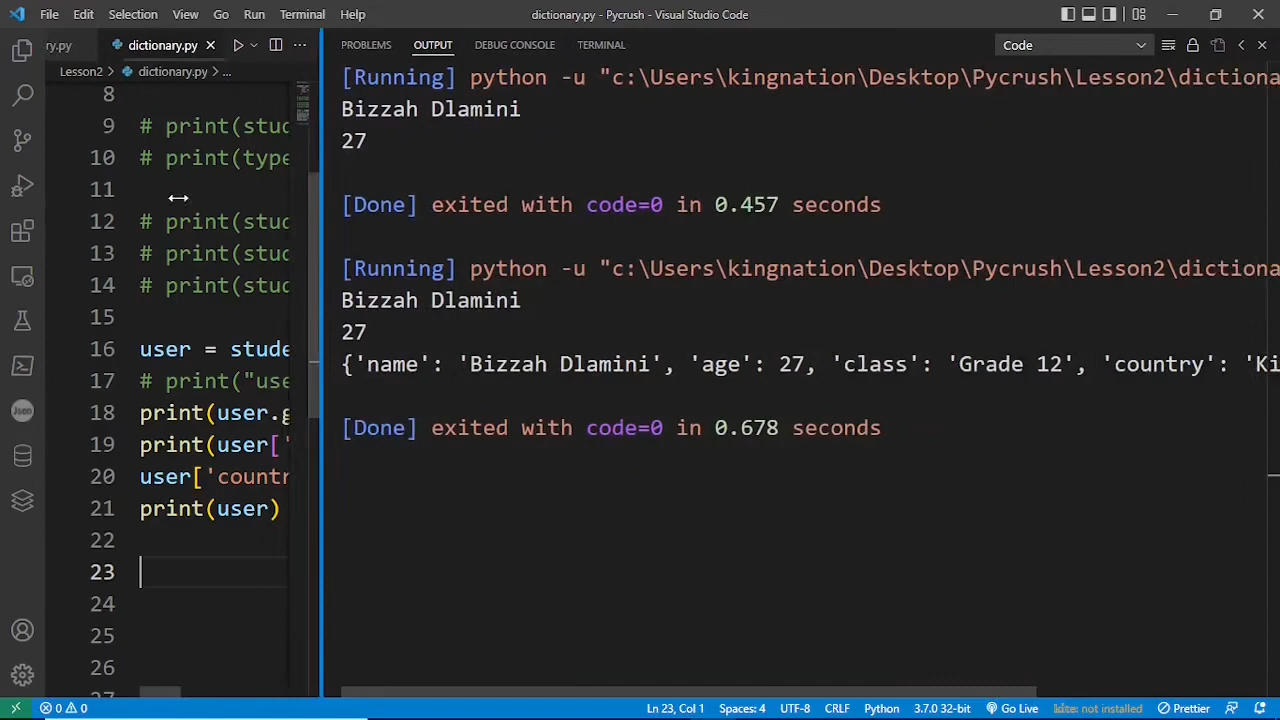 File Edit Selection View Go Run Terminal Help dictionary.py - Pycrush - Visual Studio Code
ry.py dictionary.py
Lesson2 > dictionary.py > ...
8
9 # print(stud
10 # print(type
11
12 # print(stud
13 # print(stud
14 # print(stud
15
16 user = stude
17 # print("use
18 print(user.g
19 print(user['
20 user['countr
21 print(user)
22
23
24
25
26
27
PROBLEMS OUTPUT DEBUG CONSOLE TERMINAL Code
[Running] python -u "c:\Users\kingnation\Desktop\Pycrush\Lesson2\dictiona
Bizzah Dlamini
27
[Done] exited with code=0 in 0.457 seconds
[Running] python -u "c:\Users\kingnation\Desktop\Pycrush\Lesson2\dictiona
Bizzah Dlamini
27
{'name': 'Bizzah Dlamini', 'age': 27, 'class': 'Grade 12', 'country': 'Ki
[Done] exited with code=0 in 0.678 seconds
Json
0 0 Ln 23, Col 1 Spaces: 4 UTF-8 CRLF Python 3.7.0 32-bit Go Live kite: not installed Prettier